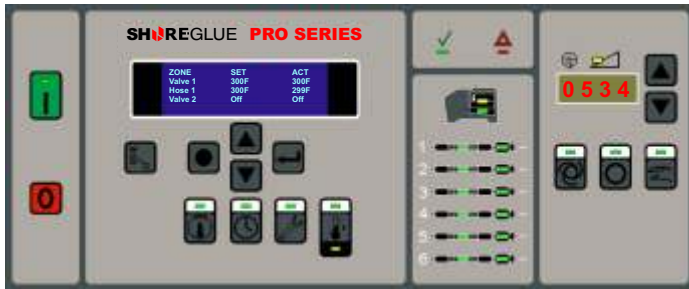 SHOREGLUE PRO SERIES
ZONE SET ACT
Valve 1 300F 300F
Hose 1 300F 299F
Valve 2 Off Off
0534
0
1
2
3
4
5
6